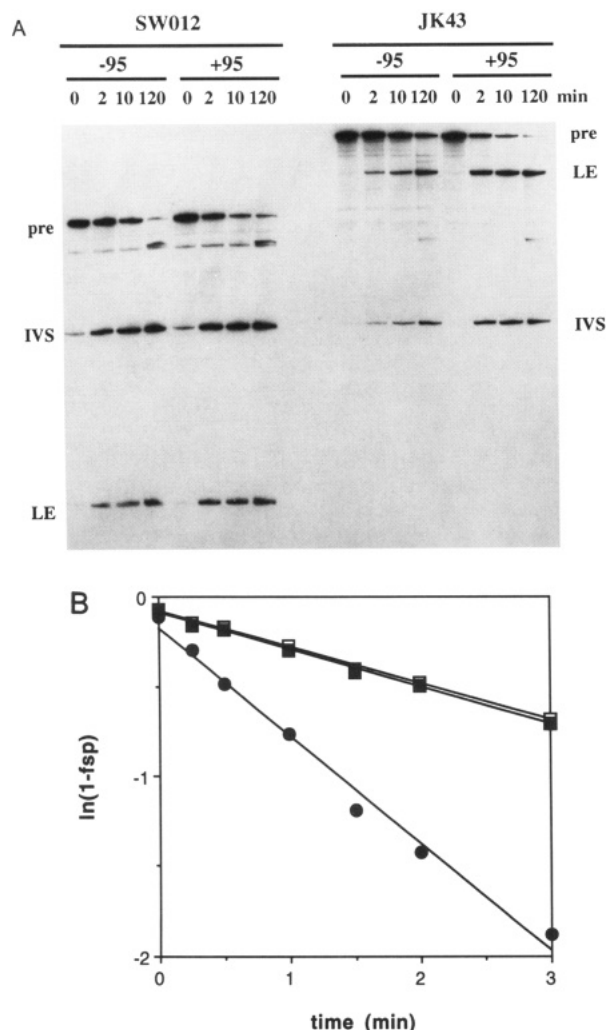 A
SW012 JK43
-95 +95 -95 +95
0 2 10 120 0 2 10 120 0 2 10 120 0 2 10 120 min
pre
LE
pre
IVS
IVS
LE
B
0
-1
-2
ln(1-fsp)
0 1 2 3
time (min)